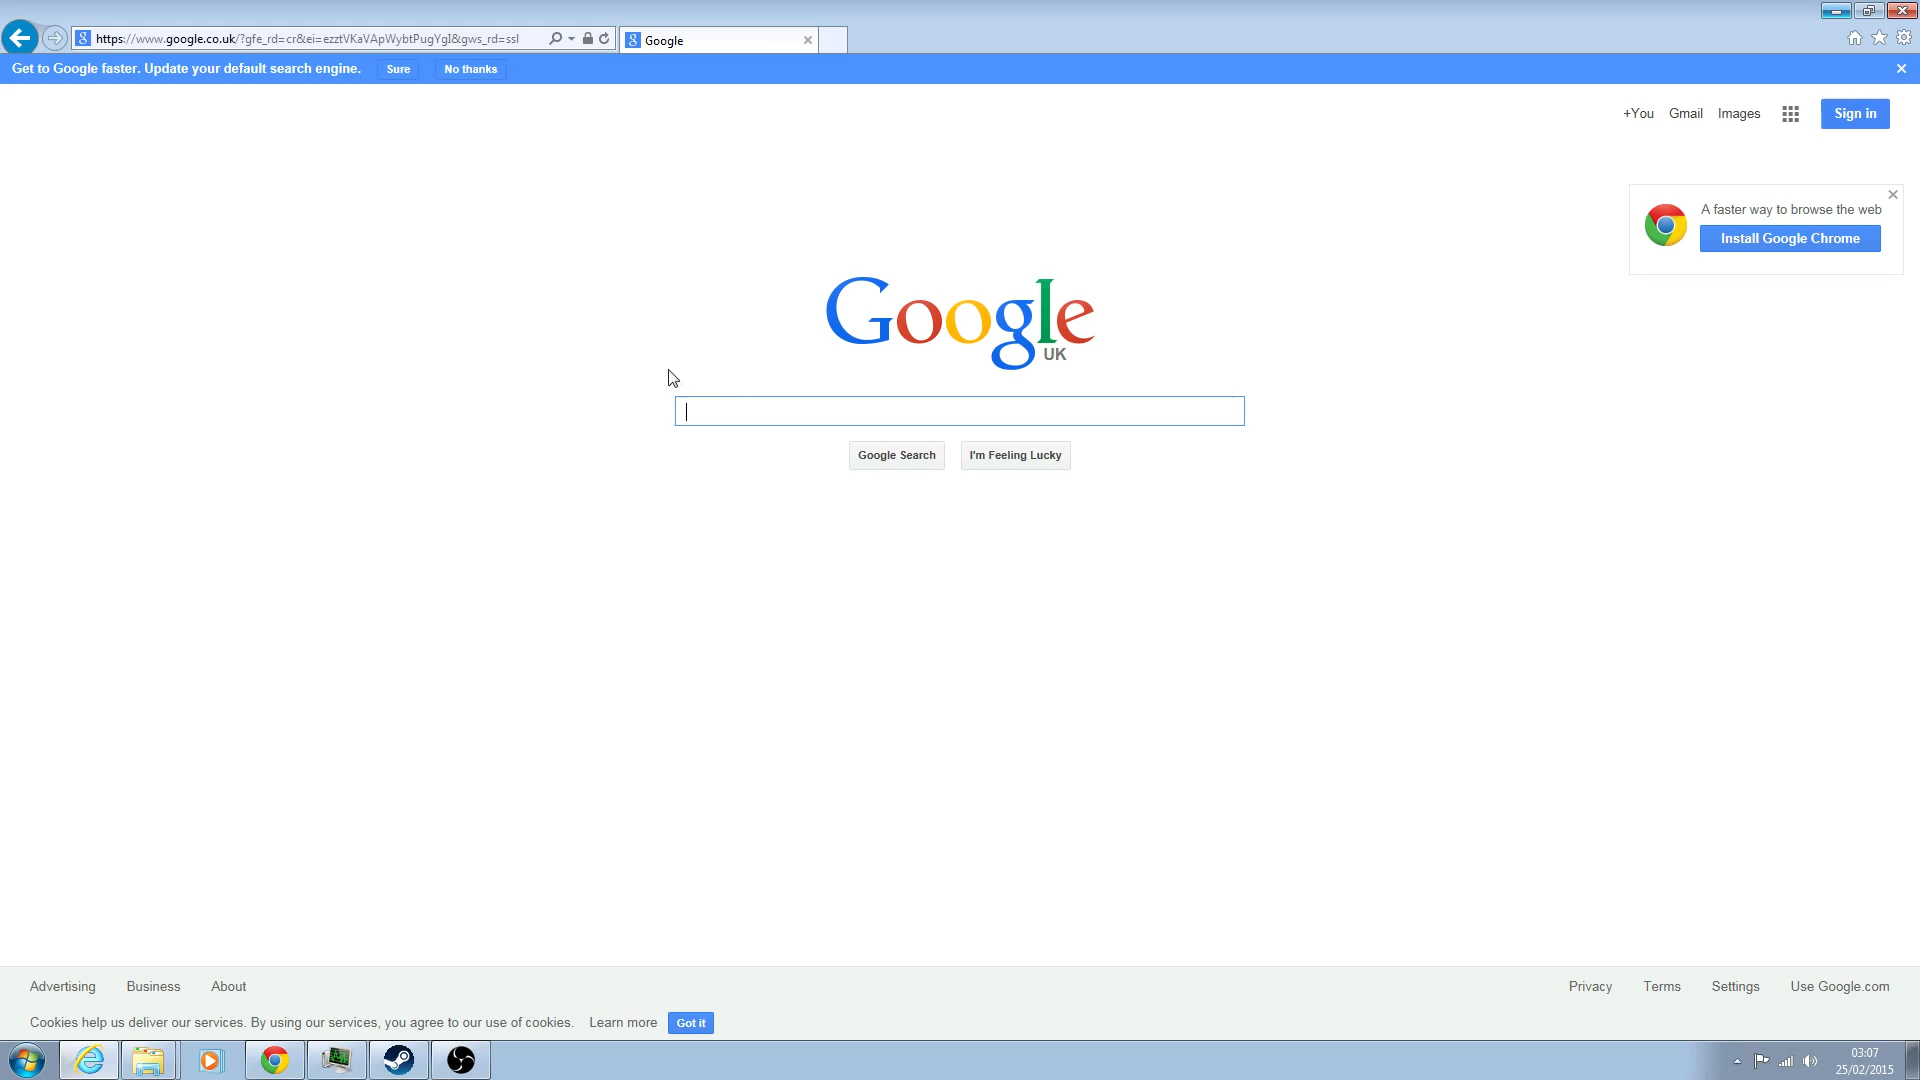 https://www.google.co.uk/?gfe_rd=cr&ei=ezztVKaVApWybtPugYgI&gws_rd=ssl
Google
Get to Google faster. Update your default search engine. Sure No thanks
+You Gmail Images Sign in
A faster way to browse the web
Install Google Chrome
Google
UK
Google Search I'm Feeling Lucky
Advertising Business About Privacy Terms Settings Use Google.com
Cookies help us deliver our services. By using our services, you agree to our use of cookies. Learn more Got it
03:07
25/02/2015